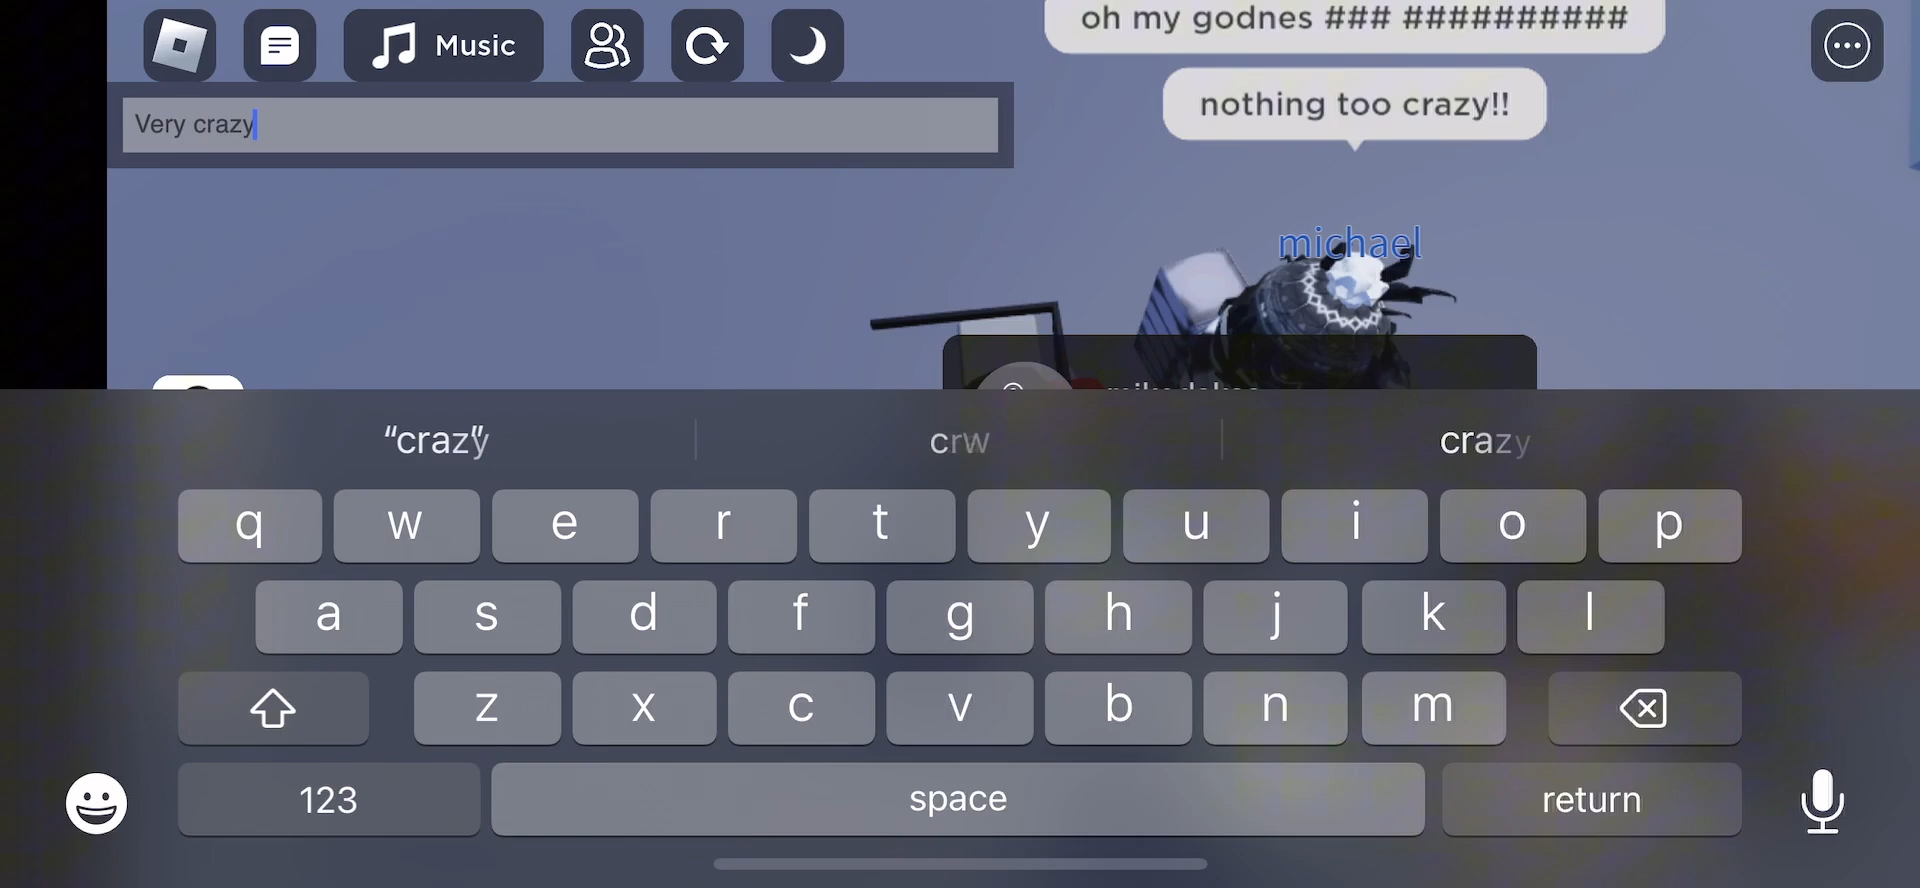 Music
oh my godnes ### ##########
nothing too crazy!!
Very crazy
michael
"crazy"
crw
crazy
q w e r t y u i o p
a s d f g h j k l
z x c v b n m
123 space return